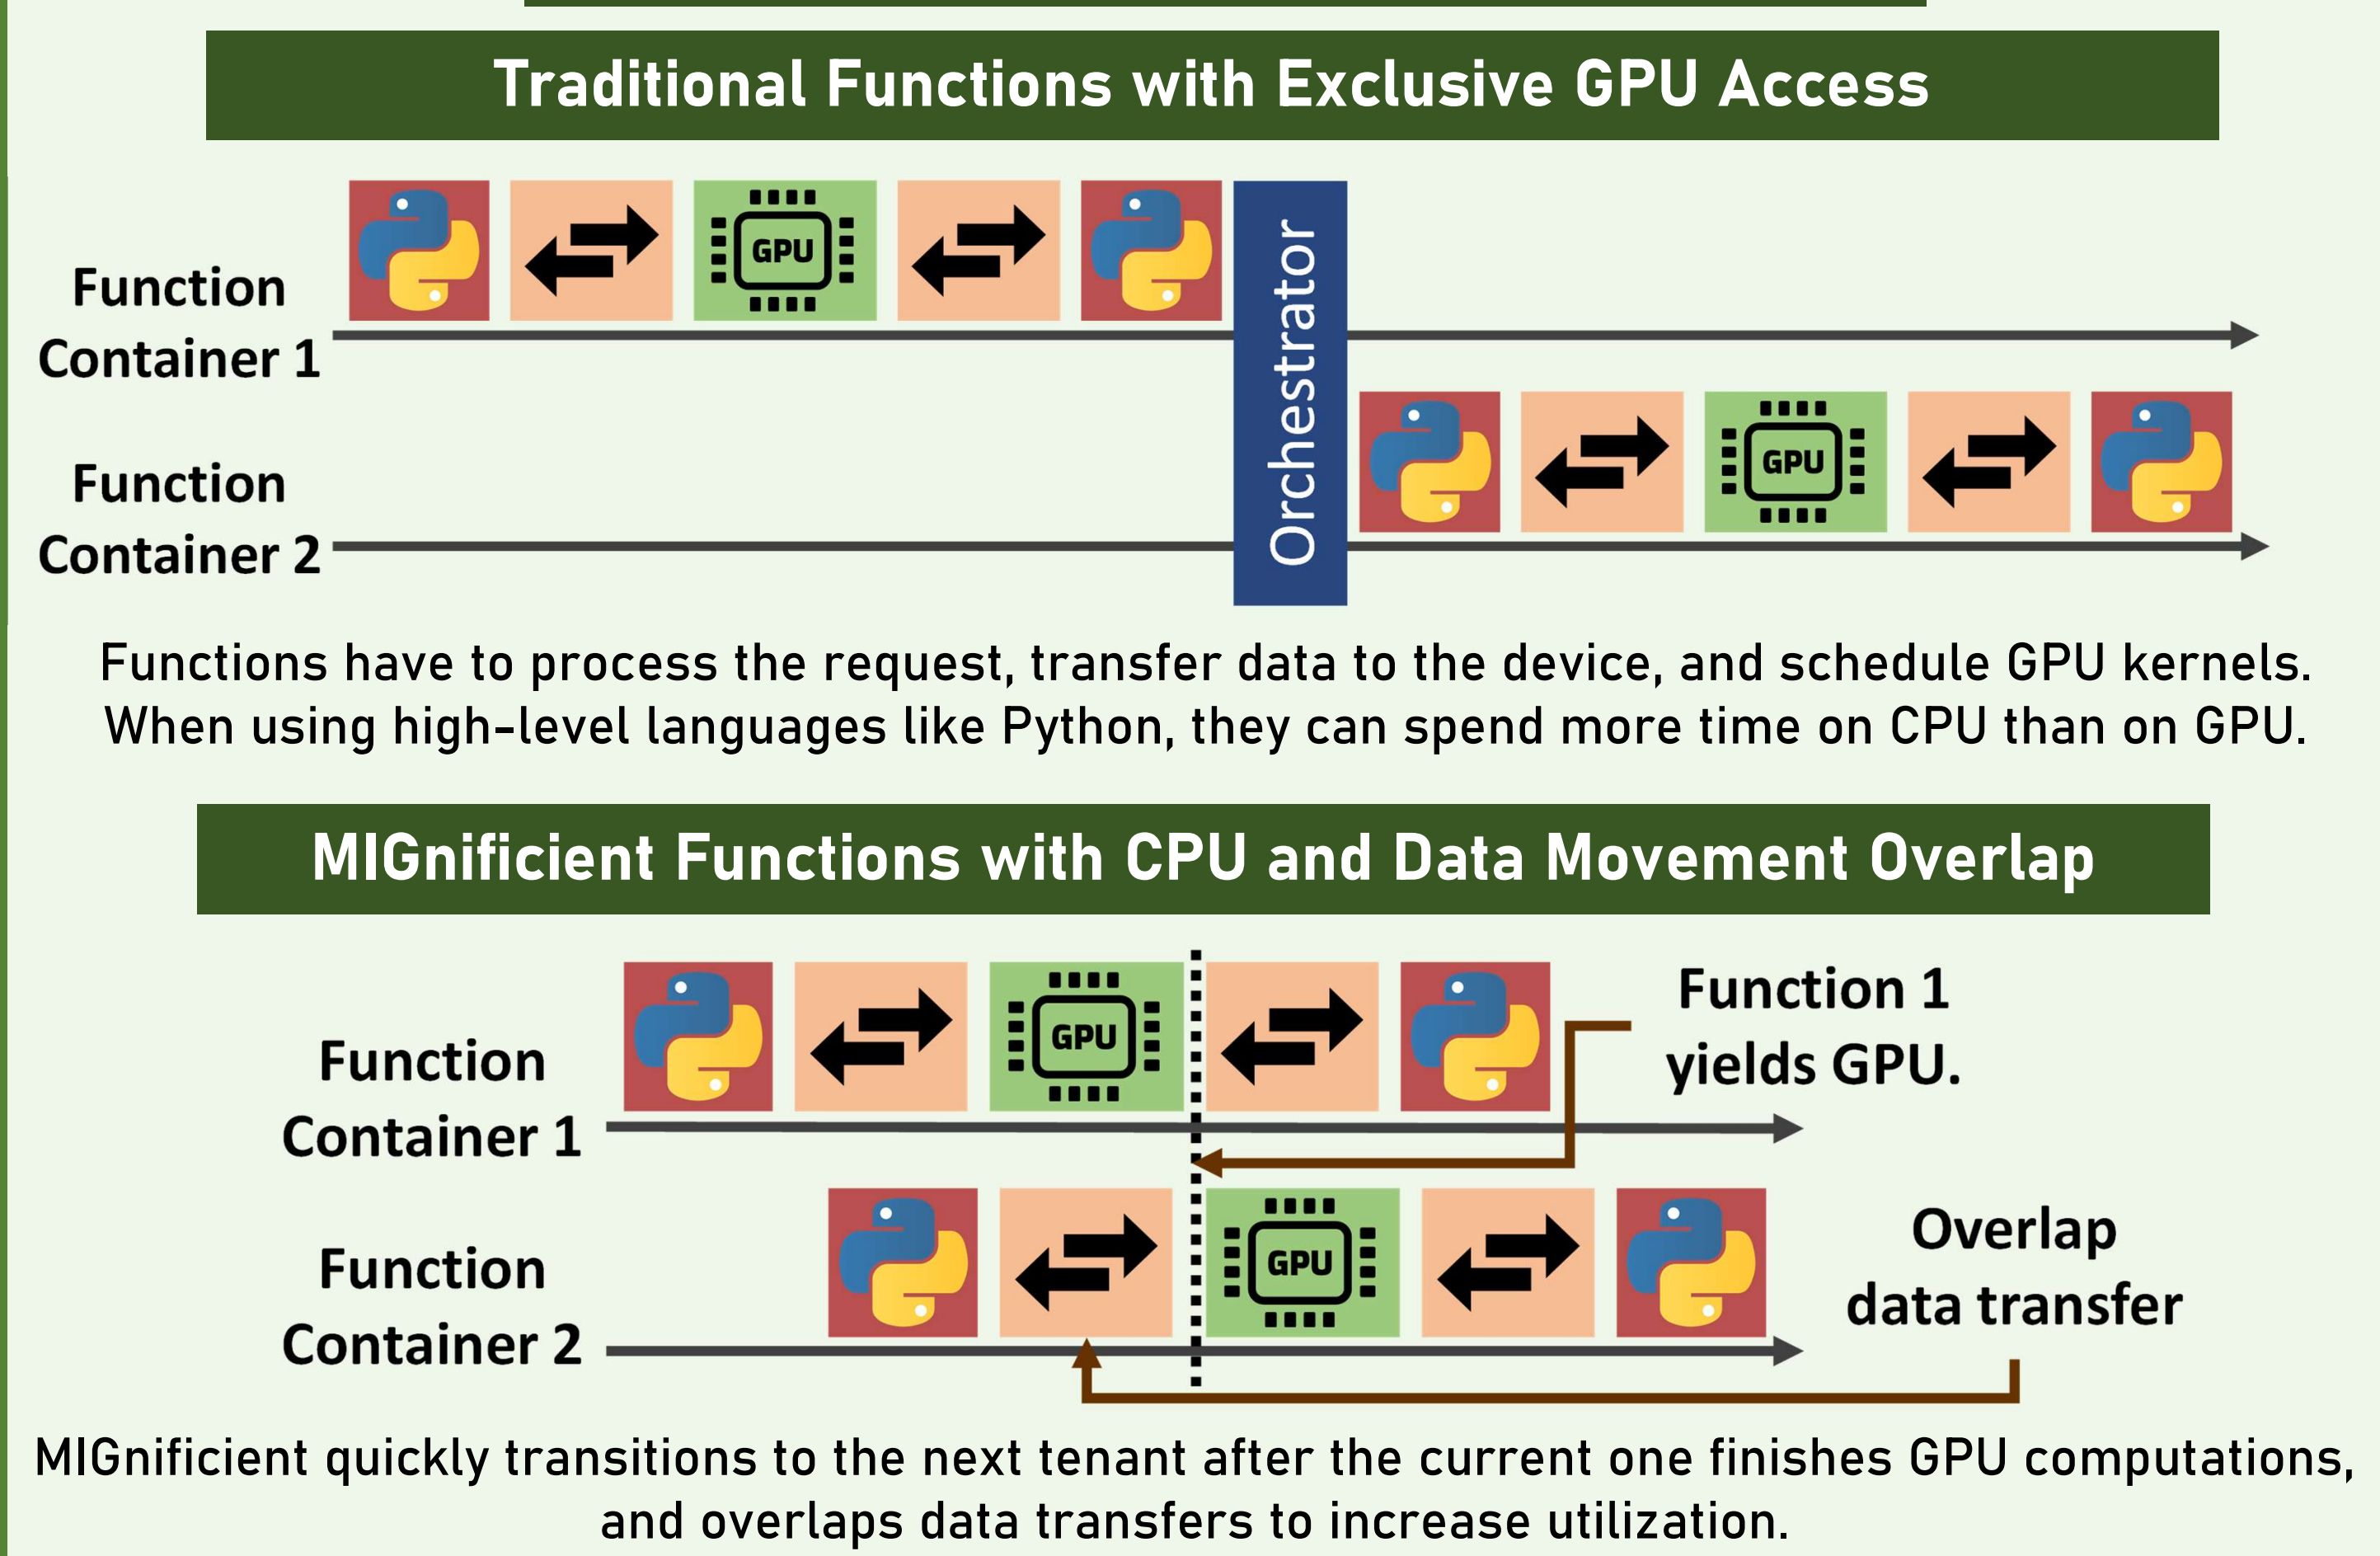 Traditional Functions with Exclusive GPU Access
GPU
Function
Container 1
Orchestrator
GPU
Function
Container 2
Functions have to process the request, transfer data to the device, and schedule GPU kernels.
When using high-level languages like Python, they can spend more time on CPU than on GPU.
MIGnificient Functions with CPU and Data Movement Overlap
GPU
Function 1
yields GPU.
Function
Container 1
GPU
Overlap
data transfer
Function
Container 2
MIGnificient quickly transitions to the next tenant after the current one finishes GPU computations,
and overlaps data transfers to increase utilization.